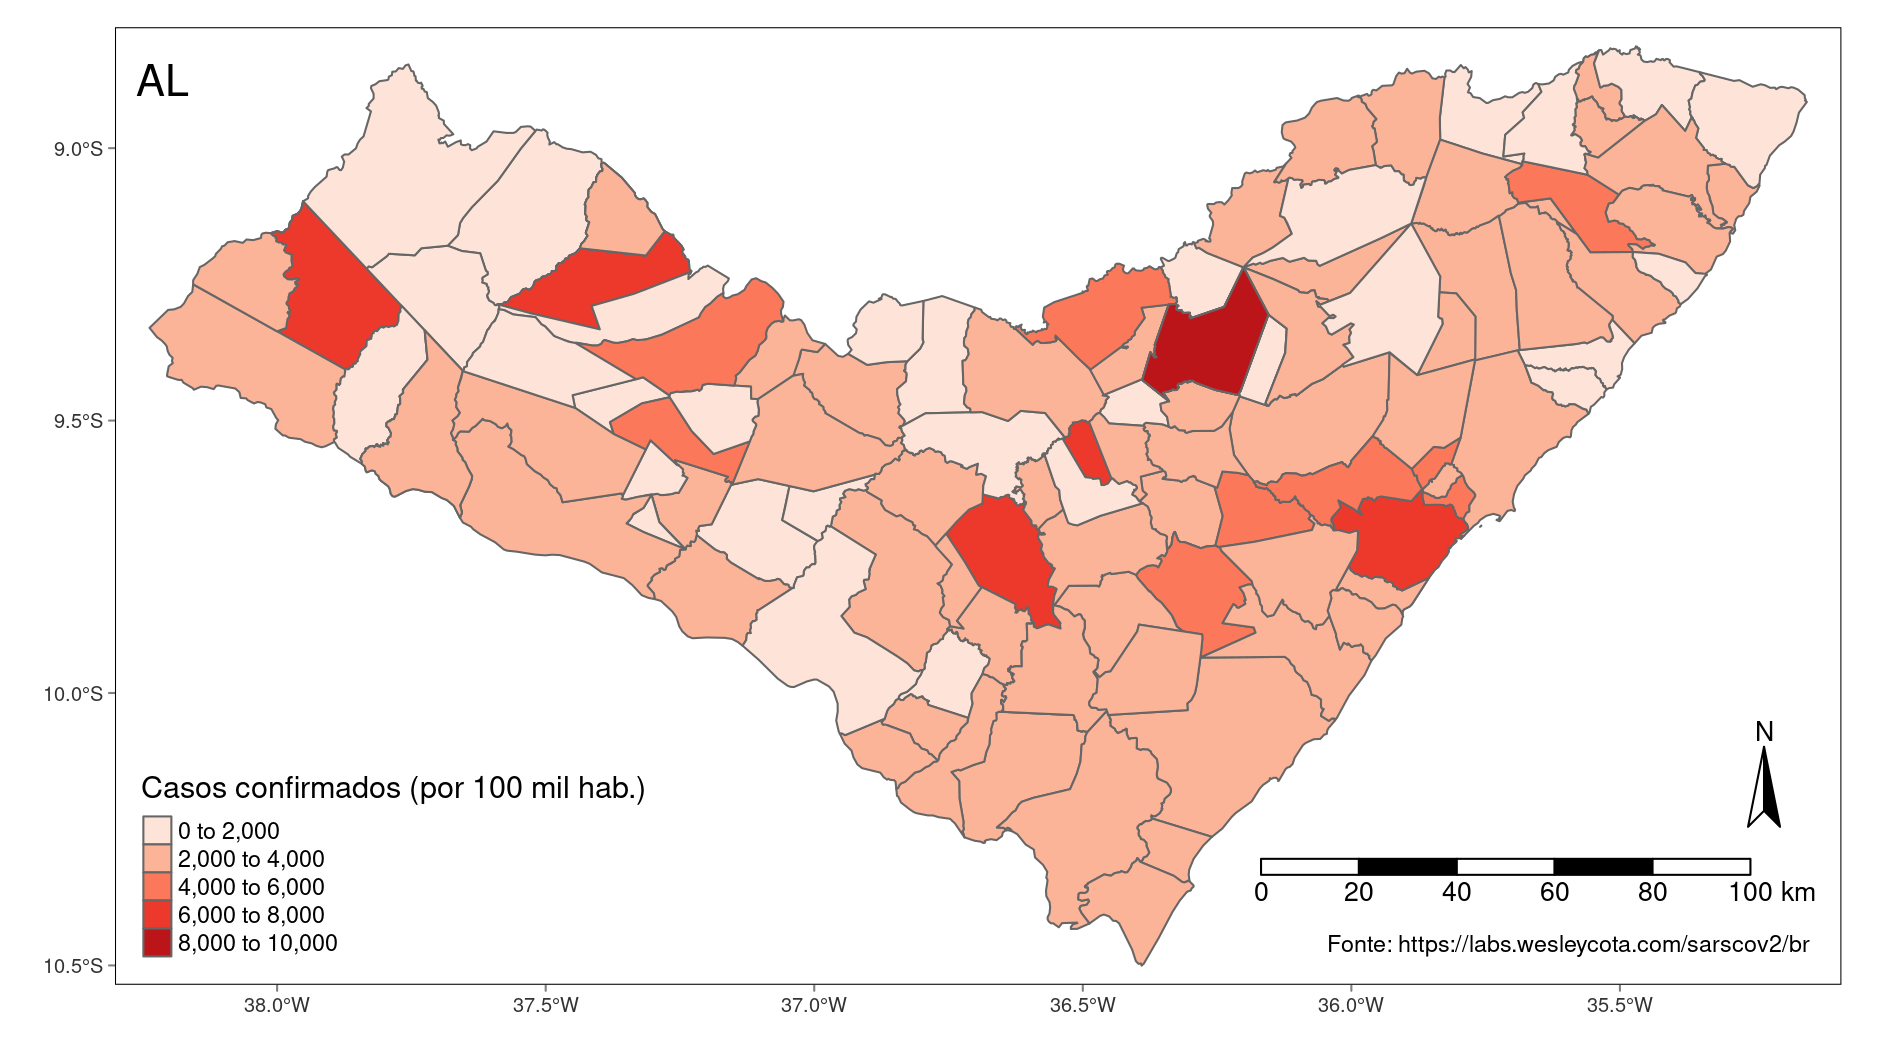 AL
9.0°S
9.5°S
10.0°S
10.5°S
N
Casos confirmados (por 100 mil hab.)
0 to 2,000
2,000 to 4,000
4,000 to 6,000
6,000 to 8,000
8,000 to 10,000
0 20 40 60 80 100 km
Fonte: https://labs.wesleycota.com/sarscov2/br
38.0°W 37.5°W 37.0°W 36.5°W 36.0°W 35.5°W